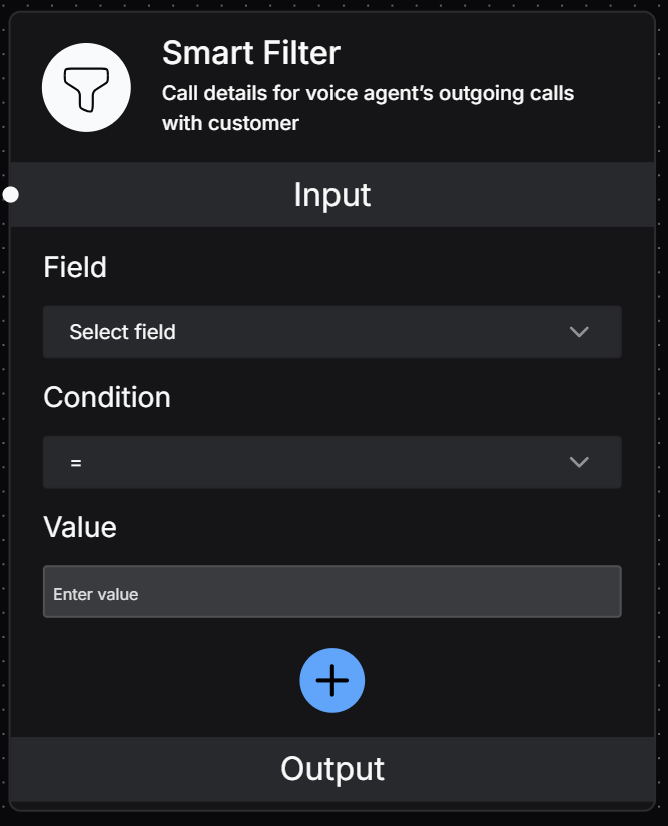 Smart Filter
Call details for voice agent’s outgoing calls
with customer
Input
Field
Select field
Condition
=
Value
Enter value
Output